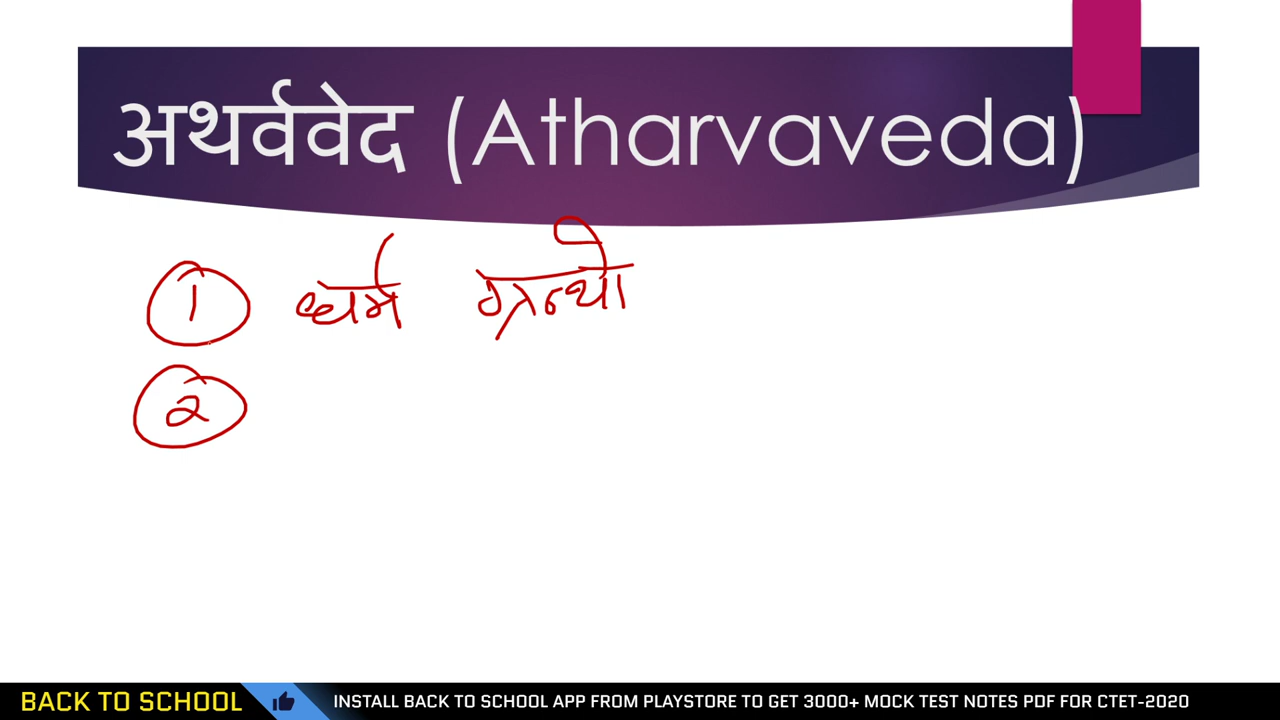 अथर्ववेद (Atharvaveda)
1 धर्म ग्रन्थो
2
BACK TO SCHOOL INSTALL BACK TO SCHOOL APP FROM PLAYSTORE TO GET 3000+ MOCK TEST NOTES PDF FOR CTET-2020